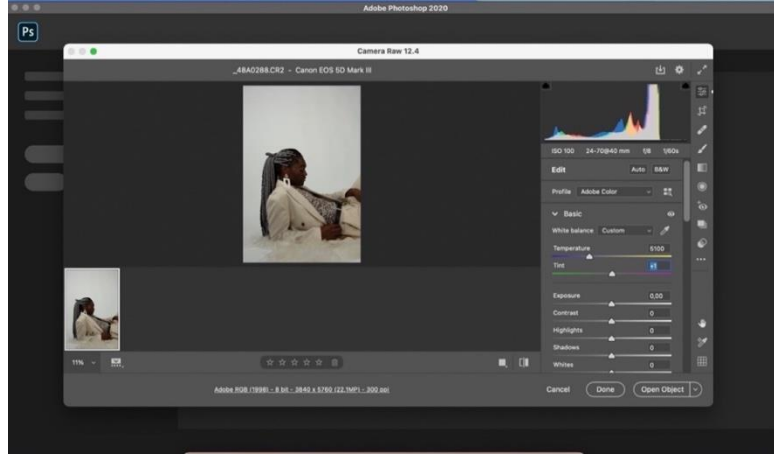 Adobe Photoshop 2020
Ps
Camera Raw 12.4
_48A0288.CR2 - Canon EOS 5D Mark III
ISO 100 24-70@40 mm f/8 1/60s
Edit Auto B&W
Profile Adobe Color
Basic
White balance Custom
Temperature 5100
Tint +1
Exposure 0,00
Contrast 0
Highlights 0
Shadows 0
Whites 0
11%
Adobe RGB (1998) - 8 bit - 3840 x 5760 (22,1MP) - 300 ppi
Cancel Done Open Object